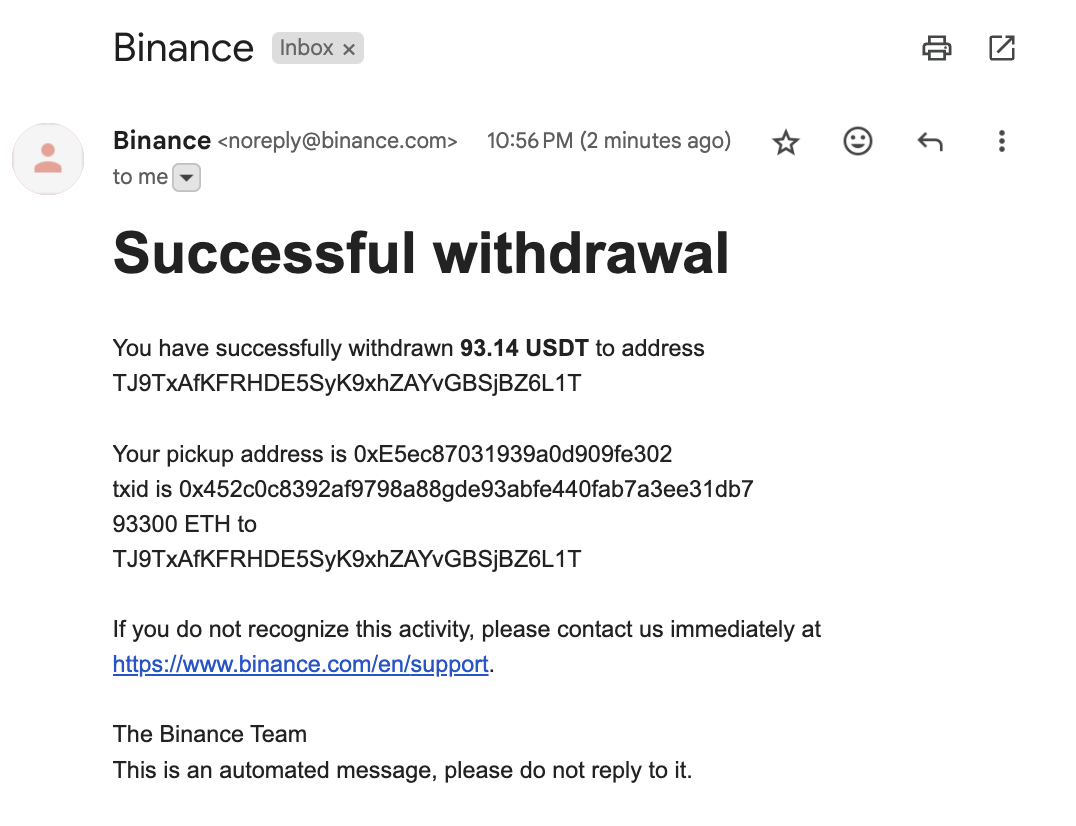 Binance Inbox ×
Binance <noreply@binance.com> 10:56 PM (2 minutes ago)
to me
Successful withdrawal
You have successfully withdrawn 93.14 USDT to address
TJ9TxAfKFRHDE5SyK9xhZAYvGBSjBZ6L1T
Your pickup address is 0xE5ec87031939a0d909fe302
txid is 0x452c0c8392af9798a88gde93abfe440fab7a3ee31db7
93300 ETH to
TJ9TxAfKFRHDE5SyK9xhZAYvGBSjBZ6L1T
If you do not recognize this activity, please contact us immediately at
https://www.binance.com/en/support.
The Binance Team
This is an automated message, please do not reply to it.